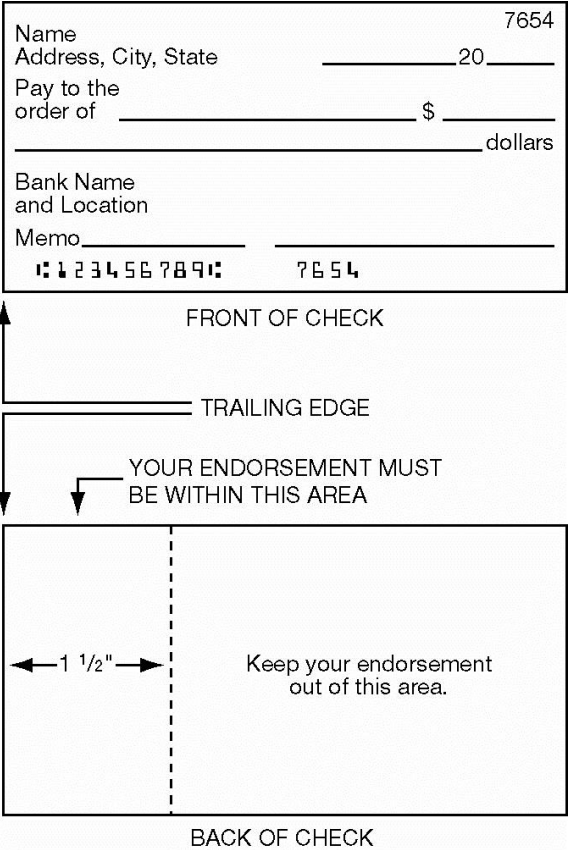 7654
Name
Address, City, State
20
Pay to the
order of
$
dollars
Bank Name
and Location
Memo
⑆123456789⑆ 7654
FRONT OF CHECK
TRAILING EDGE
YOUR ENDORSEMENT MUST
BE WITHIN THIS AREA
1 1/2"
Keep your endorsement
out of this area.
BACK OF CHECK